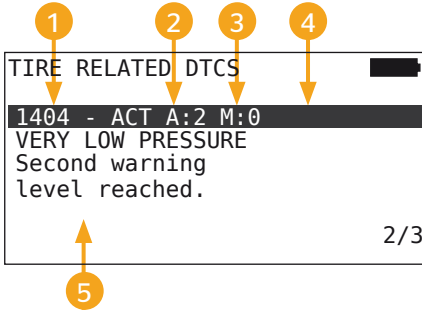 1 2 3 4
TIRE RELATED DTCS
1404 - ACT A:2 M:0
VERY LOW PRESSURE
Second warning
level reached.
2/3
5